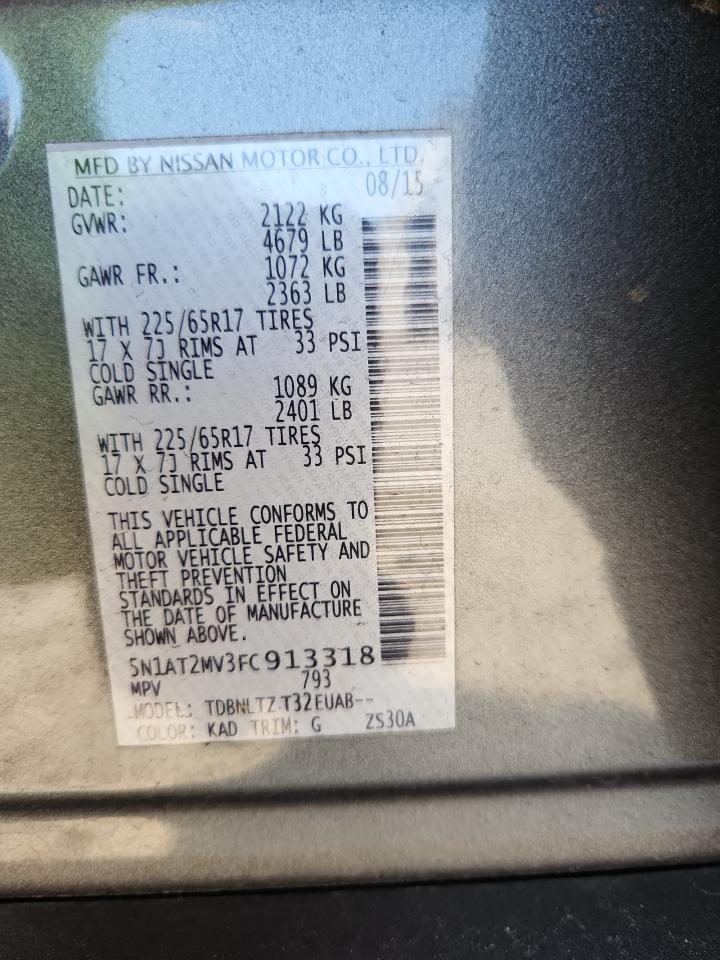 MFD BY NISSAN MOTOR CO., LTD.
DATE: 08/15
GVWR: 2122 KG
4679 LB
GAWR FR.: 1072 KG
2363 LB
WITH 225/65R17 TIRES
17 X 7J RIMS AT 33 PSI
COLD SINGLE
GAWR RR.: 1089 KG
2401 LB
WITH 225/65R17 TIRES
17 X 7J RIMS AT 33 PSI
COLD SINGLE
THIS VEHICLE CONFORMS TO
ALL APPLICABLE FEDERAL
MOTOR VEHICLE SAFETY AND
THEFT PREVENTION
STANDARDS IN EFFECT ON
THE DATE OF MANUFACTURE
SHOWN ABOVE.
5N1AT2MV3FC913318
MPV 793
MODEL: TDBNLTZ T32EUAB--
COLOR: KAD TRIM: G ZS30A